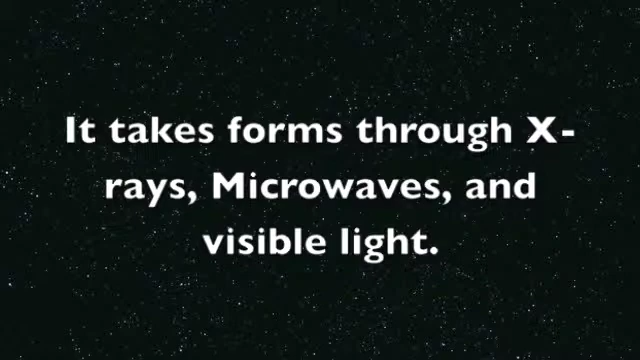 It takes forms through X-
rays, Microwaves, and
visible light.